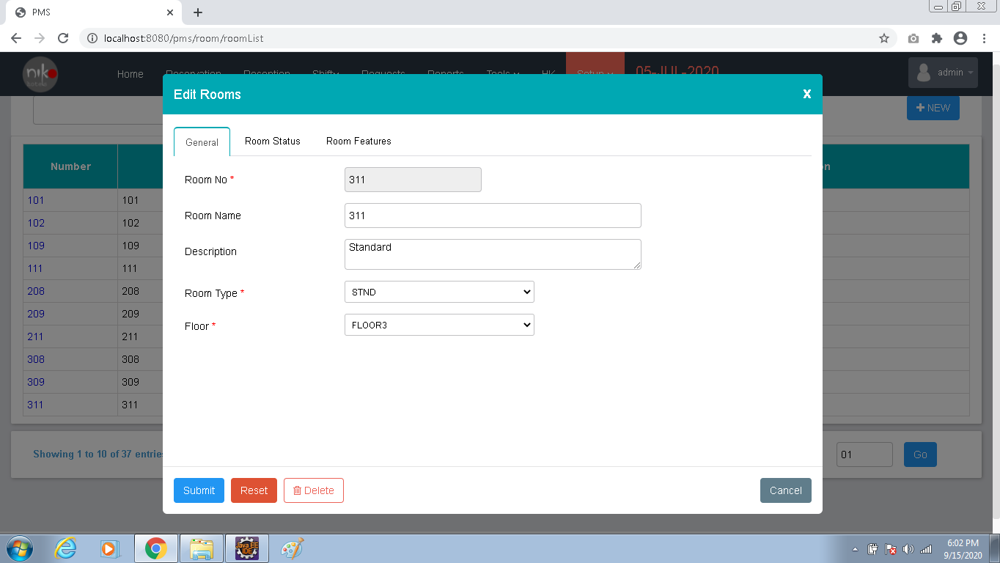 PMS
localhost:8080/pms/room/roomList
nik
Home Reservation Reception Shifts Requests Reports Tools HK Setup 05-JUL-2020 admin
Edit Rooms X
NEW
General Room Status Room Features
Number
Room No * 311
Room Name 311
Description Standard
Room Type * STND
Floor * FLOOR3
101 101
102 102
109 109
111 111
208 208
209 209
211 211
308 308
309 309
311 311
Showing 1 to 10 of 37 entries
01 Go
Submit Reset Delete Cancel
Java EE
IDE
6:02 PM
9/15/2020